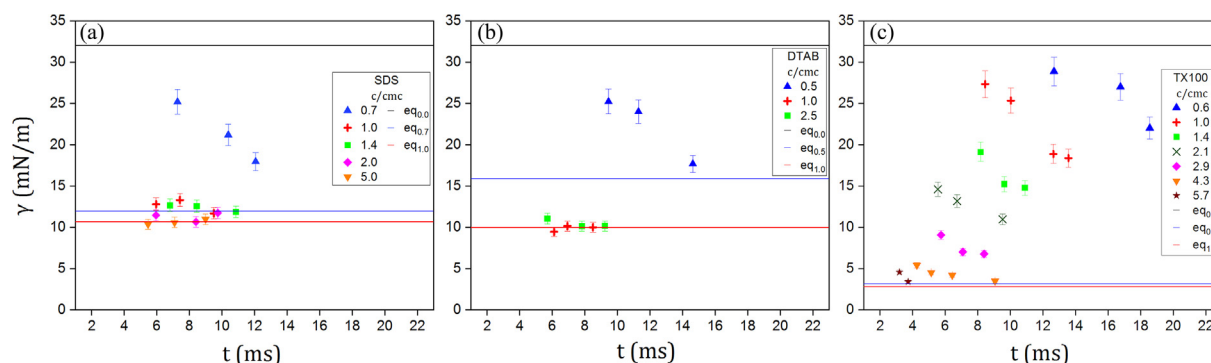 (a)
35
30
25
20
15
10
5
0
γ (mN/m)
2 4 6 8 10 12 14 16 18 20 22
t (ms)
SDS
c/cmc
0.7
1.0
1.4
2.0
5.0
eq0.0
eq0.7
eq1.0
(b)
35
30
25
20
15
10
5
0
2 4 6 8 10 12 14 16 18 20 22
t (ms)
DTAB
c/cmc
0.5
1.0
2.5
eq0.0
eq0.5
eq1.0
(c)
35
30
25
20
15
10
5
0
2 4 6 8 10 12 14 16 18 20 22
t (ms)
TX100
c/cmc
0.6
1.0
1.4
2.1
2.9
4.3
5.7
eq0
eq0
eq1